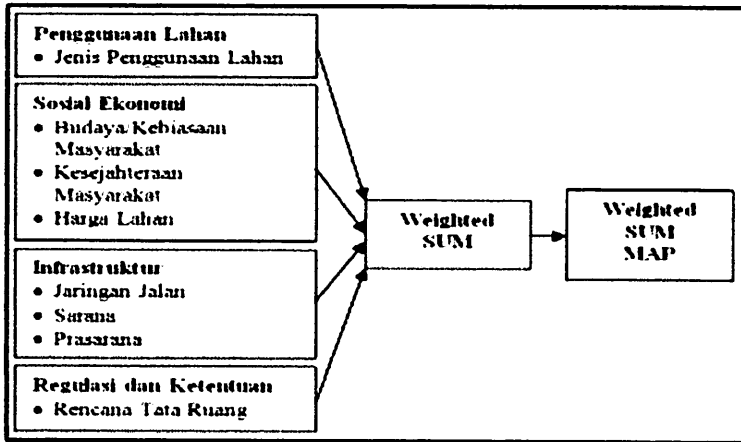 Penggunaan Lahan
• Jenis Penggunaan Lahan
Sosial Ekonomi
• Budaya/Kebiasaan
Masyarakat
• Kesejahteraan
Masyarakat
• Harga Lahan
Infrastruktur
• Jaringan Jalan
• Sarana
• Prasarana
Regulasi dan Ketentuan
• Rencana Tata Ruang
Weighted
SUM
Weighted
SUM
MAP